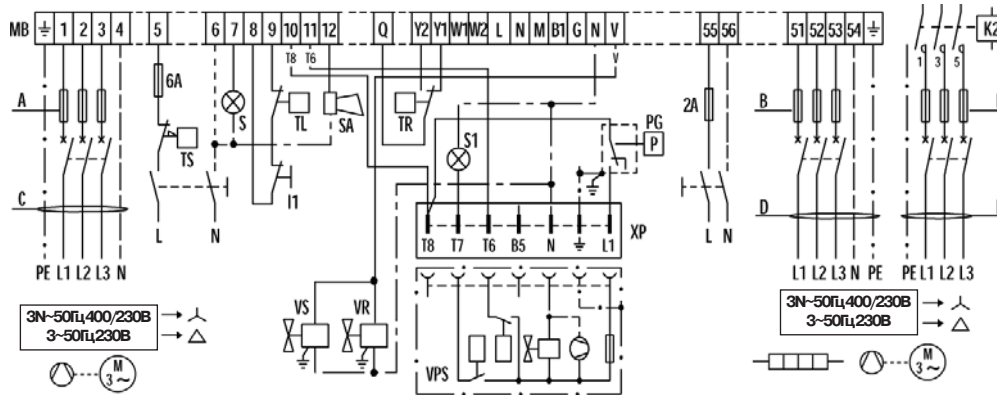 MB ⏚ 1 2 3 4 5 6 7 8 9 10 11 12 Q Y2 Y1 W1 W2 L N M B1 G N V 55 56 51 52 53 54 ⏚
K2
1 3 5
T8 T6 V
6A
A S TL SA TR S1 PG P 2A B
TS
C I1 D
L N XP L N
T8 T7 T6 B5 N ⏚ L1
PE L1 L2 L3 N
L1 L2 L3 N PE
PE L1 L2 L3
VS VR
VPS
3N~50Гц400/230В
3~50Гц230В
M
3~
3N~50Гц400/230В
3~50Гц230В
M
3~